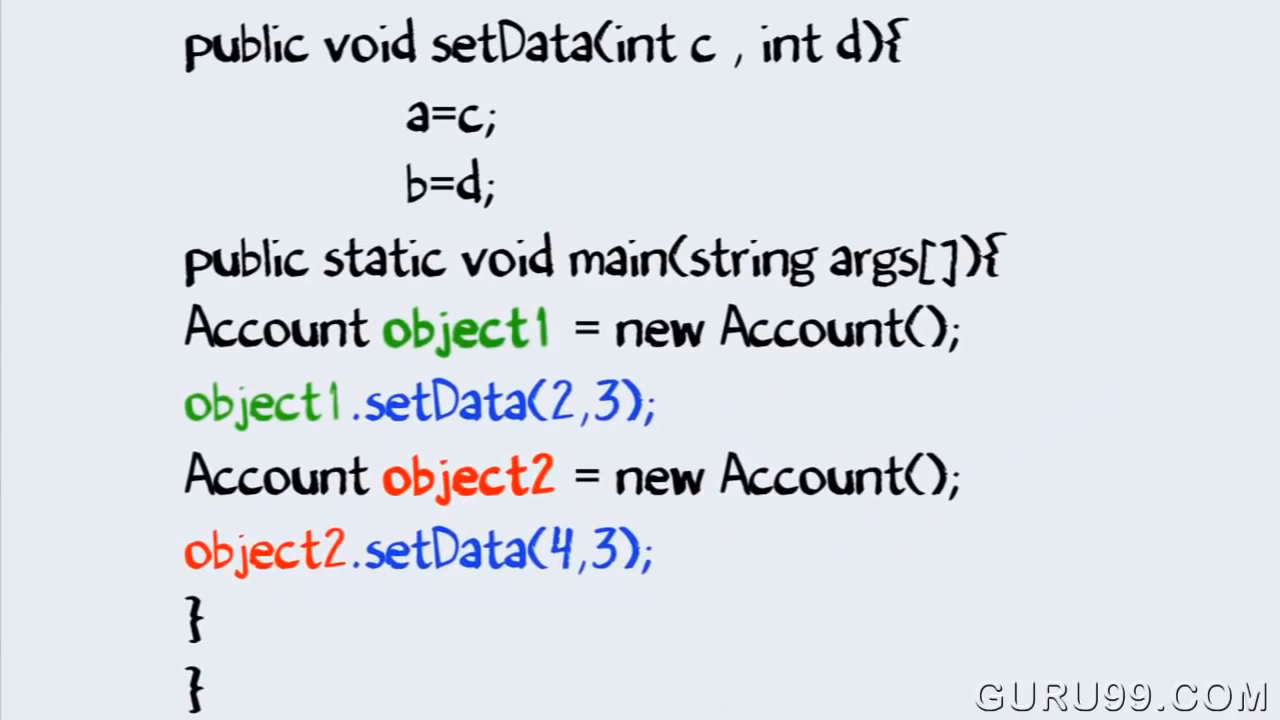 public void setData(int c , int d){
a=c;
b=d;
public static void main(string args[]){
Account object1 = new Account();
object1.setData(2,3);
Account object2 = new Account();
object2.setData(4,3);
}
}
GURU99.COM